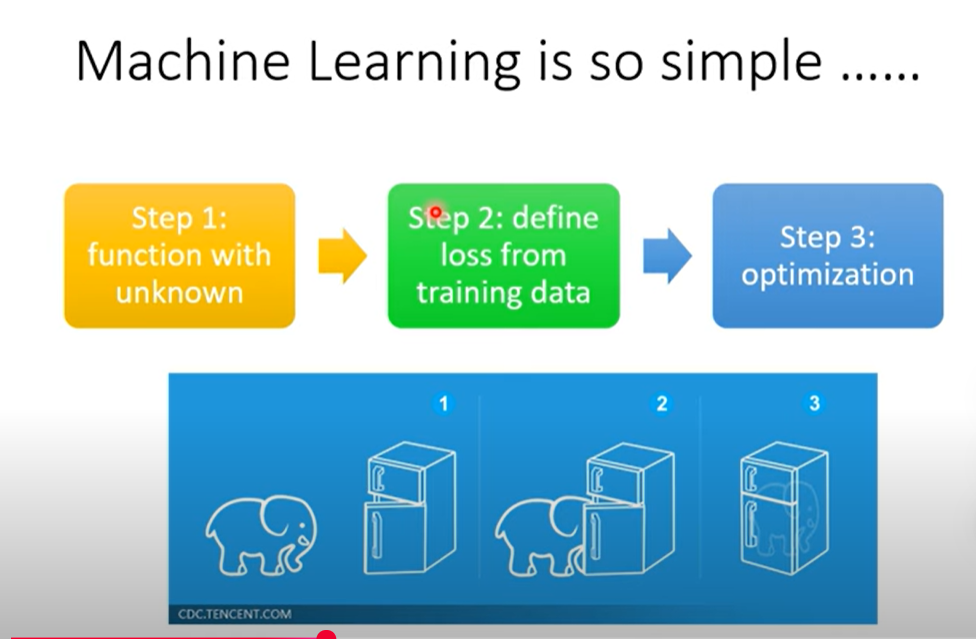 Machine Learning is so simple ……
Step 1:
function with
unknown
Step 2: define
loss from
training data
Step 3:
optimization
1
2
3
CDC.TENCENT.COM